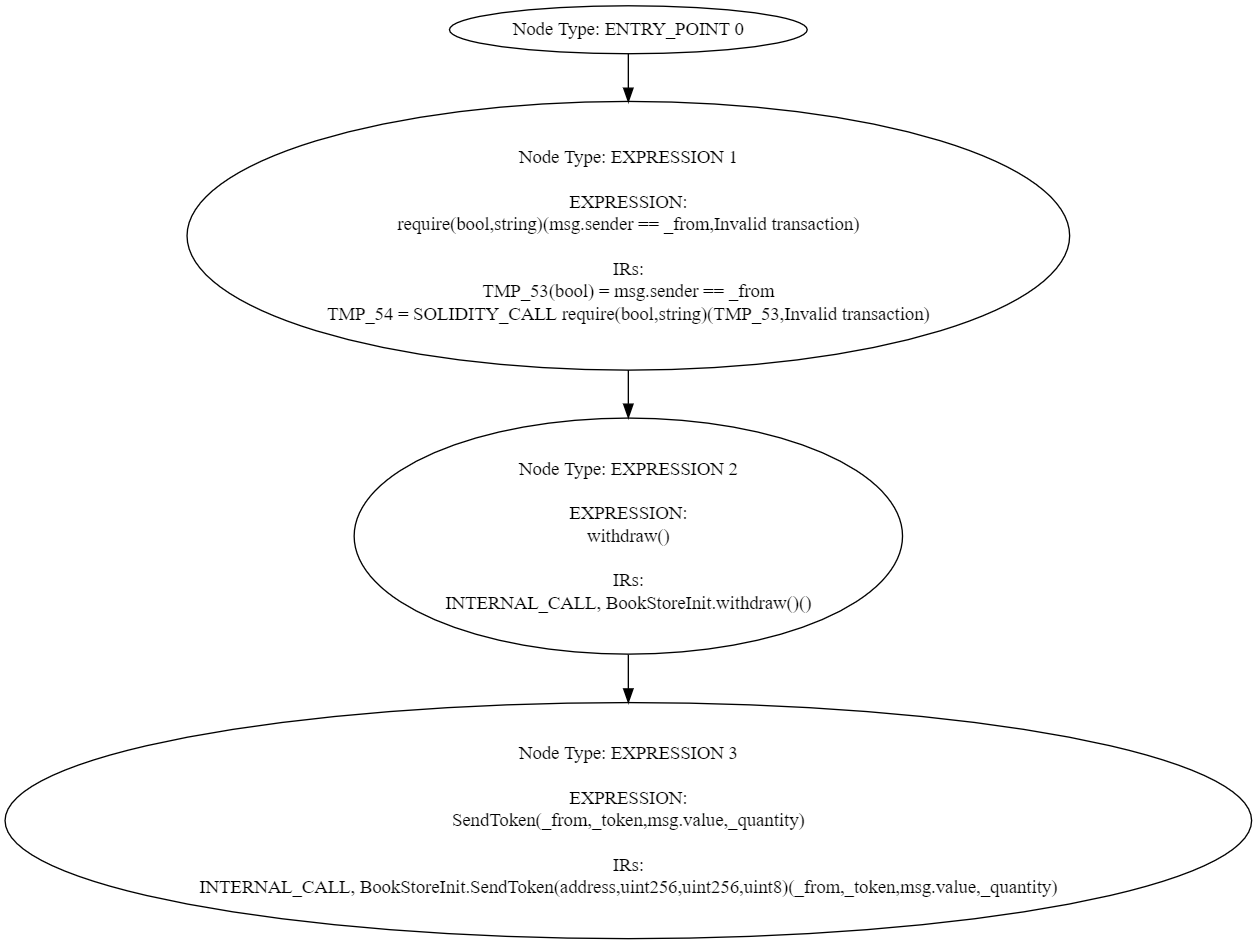 Node Type: ENTRY_POINT 0
Node Type: EXPRESSION 1
EXPRESSION:
require(bool,string)(msg.sender == _from,Invalid transaction)
IRs:
TMP_53(bool) = msg.sender == _from
TMP_54 = SOLIDITY_CALL require(bool,string)(TMP_53,Invalid transaction)
Node Type: EXPRESSION 2
EXPRESSION:
withdraw()
IRs:
INTERNAL_CALL, BookStoreInit.withdraw()()
Node Type: EXPRESSION 3
EXPRESSION:
SendToken(_from,_token,msg.value,_quantity)
IRs:
INTERNAL_CALL, BookStoreInit.SendToken(address,uint256,uint256,uint8)(_from,_token,msg.value,_quantity)